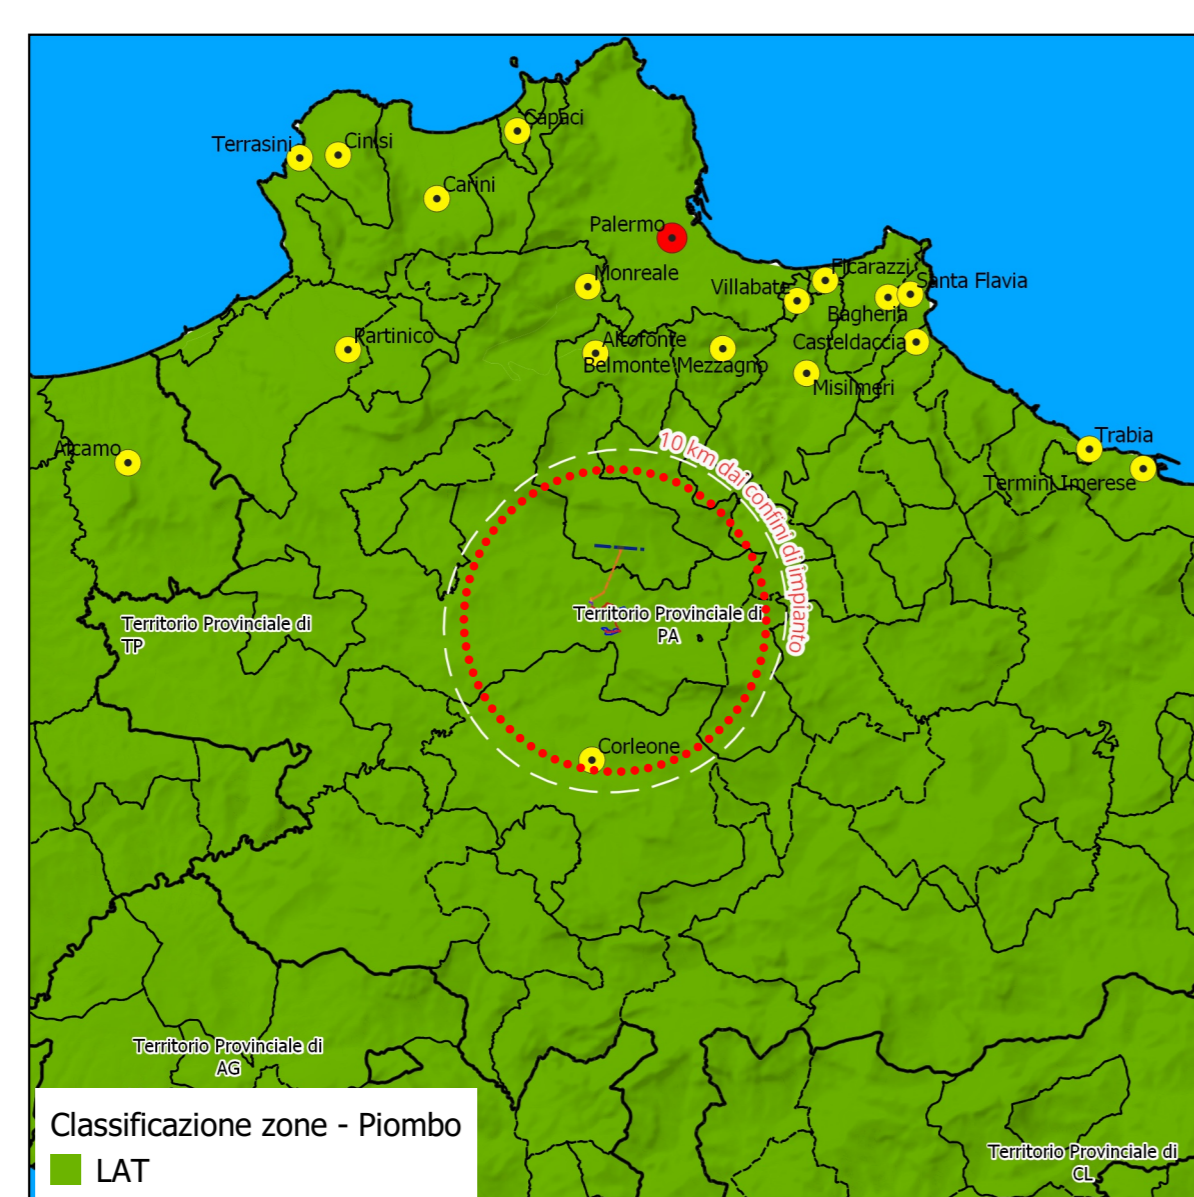 Capaci
Terrasini
Cinisi
Carini
Palermo
Monreale
Ficarazzi
Villabate
Santa Flavia
Bagheria
Partinico
Altofonte
Casteldaccia
Belmonte Mezzagno
Misilmeri
Alcamo
Trabia
Termini Imerese
10 km dai confini di impianto
Territorio Provinciale di
TP
Territorio Provinciale di
PA
Corleone
Territorio Provinciale di
AG
Territorio Provinciale di
CL
Classificazione zone - Piombo
LAT